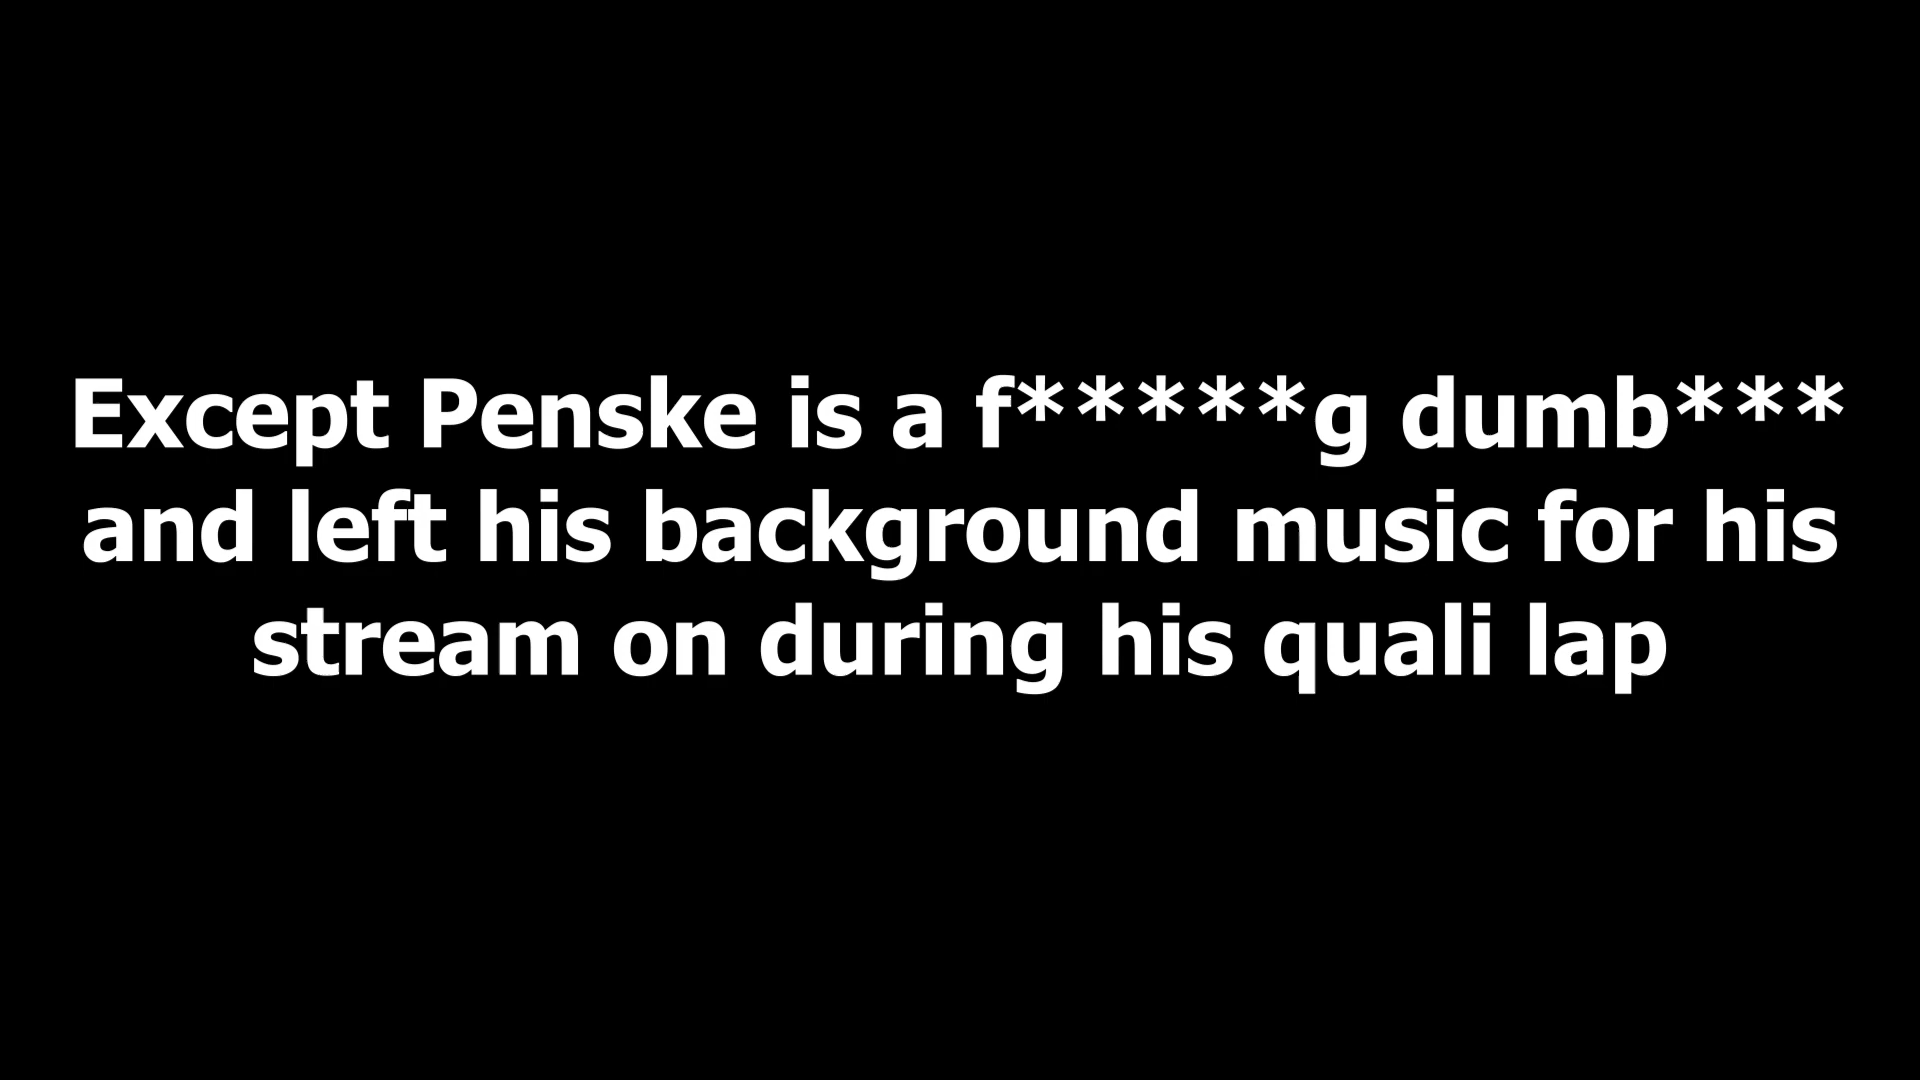 Except Penske is a f*****g dumb***
and left his background music for his
stream on during his quali lap